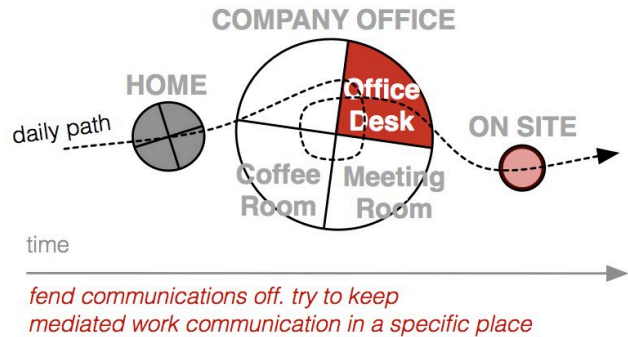 COMPANY OFFICE
HOME
Office
Desk
daily path
ON SITE
Coffee
Room
Meeting
Room
time
fend communications off. try to keep
mediated work communication in a specific place